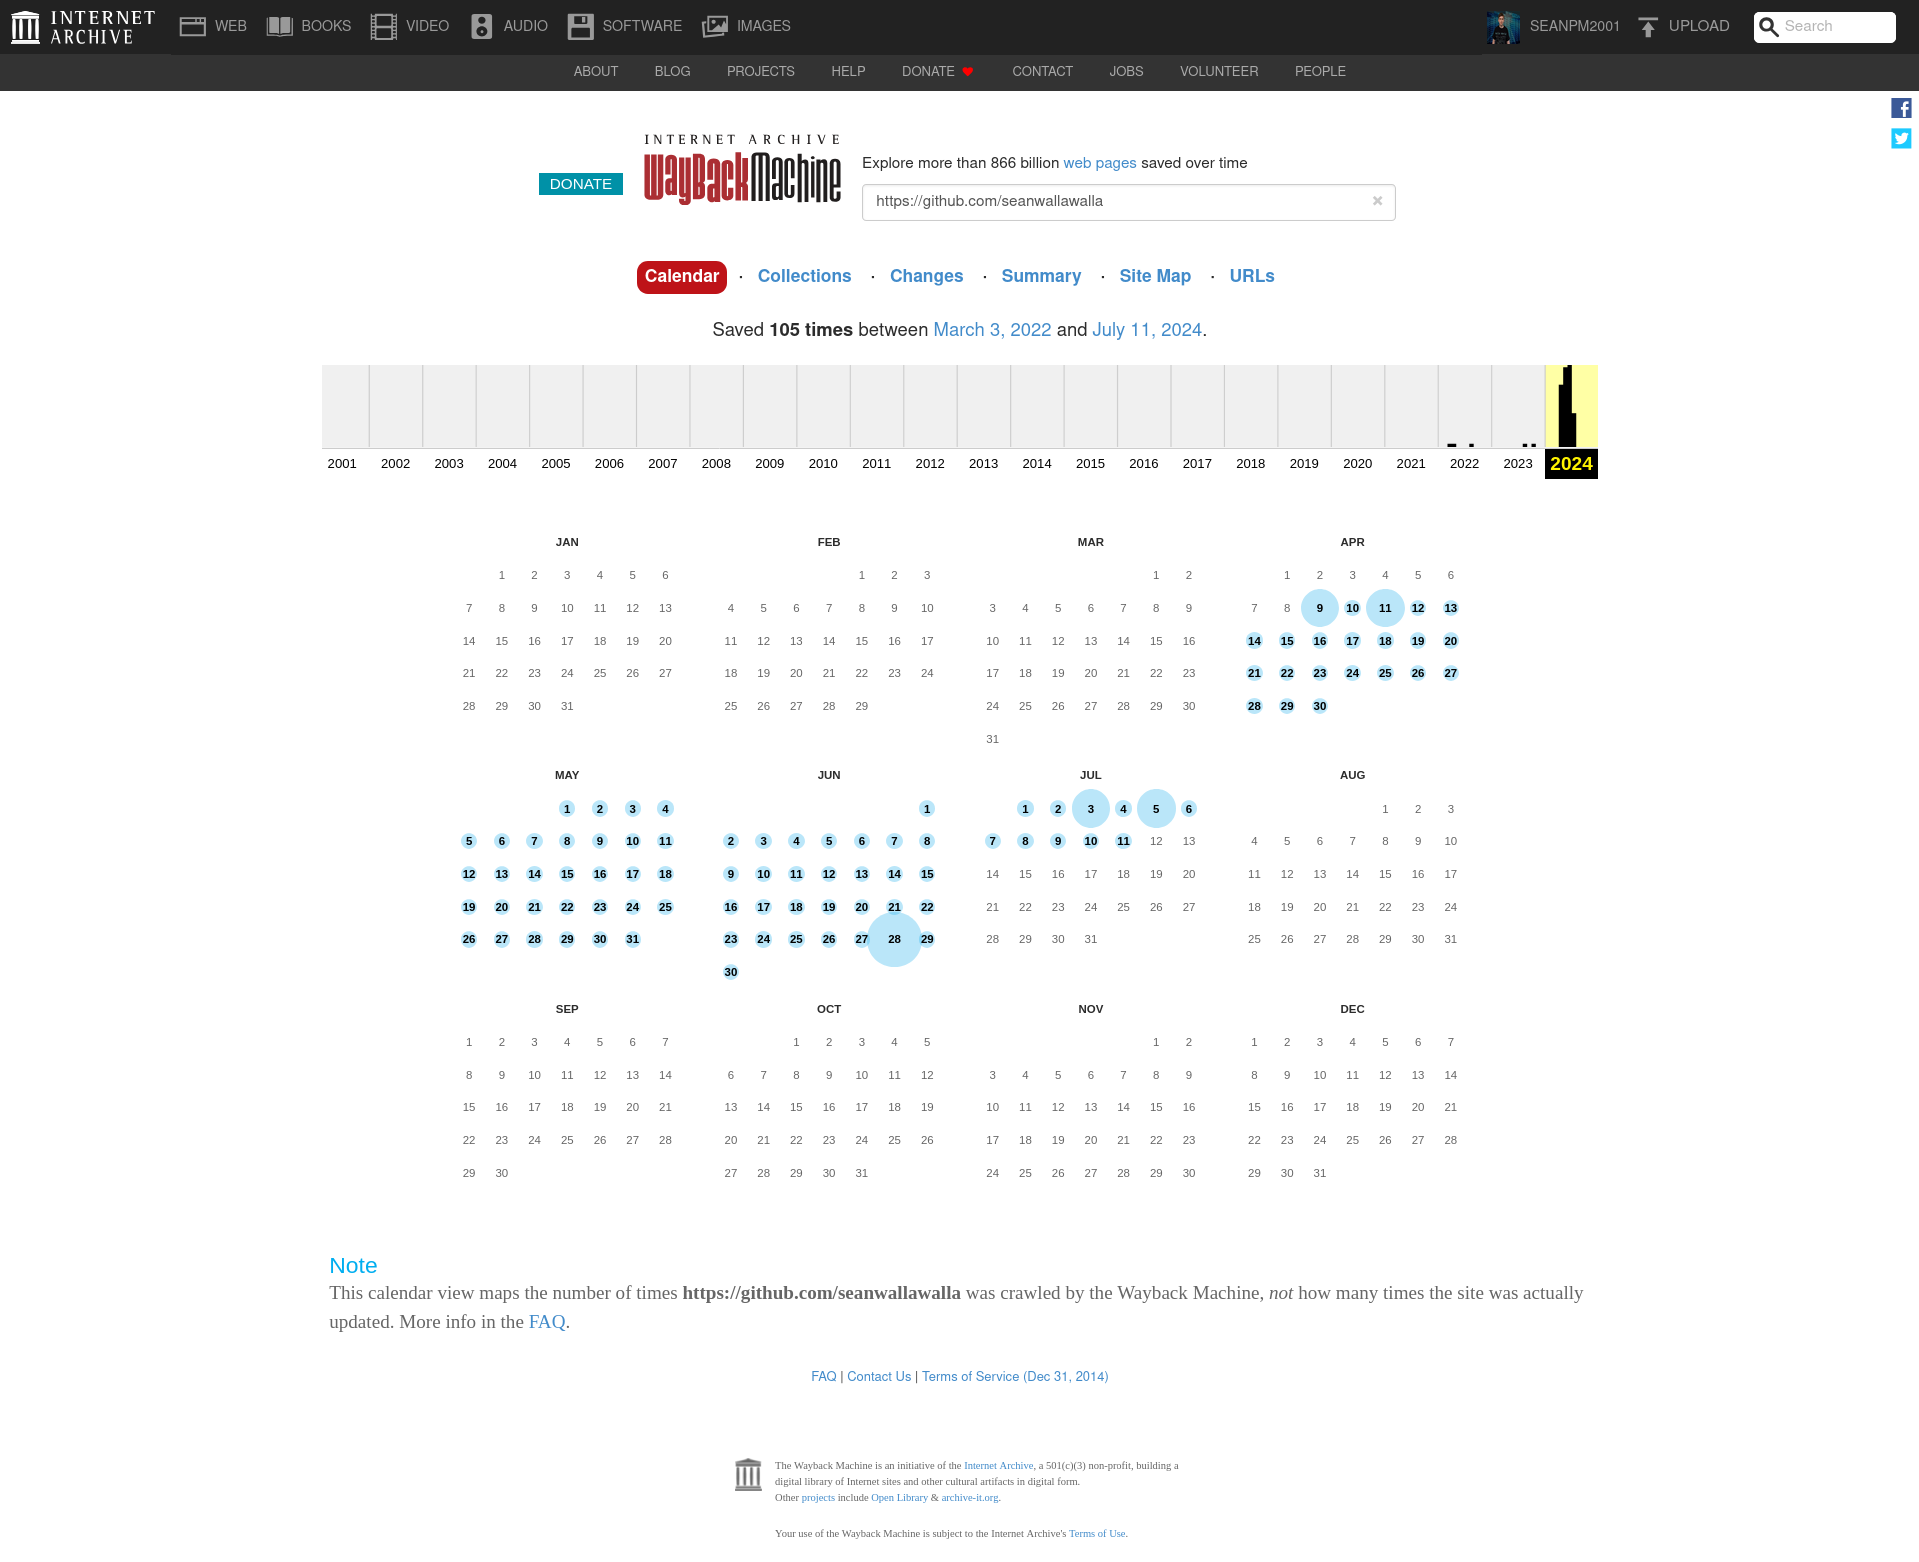 INTERNET ARCHIVE WEB BOOKS VIDEO AUDIO SOFTWARE IMAGES SEANPM2001 UPLOAD Search
ABOUT BLOG PROJECTS HELP DONATE CONTACT JOBS VOLUNTEER PEOPLE
INTERNET ARCHIVE
WayBackMachine
DONATE
Explore more than 866 billion web pages saved over time
https://github.com/seanwallawalla ×
Calendar · Collections · Changes · Summary · Site Map · URLs
Saved 105 times between March 3, 2022 and July 11, 2024.
2001 2002 2003 2004 2005 2006 2007 2008 2009 2010 2011 2012 2013 2014 2015 2016 2017 2018 2019 2020 2021 2022 2023 2024
JAN
1 2 3 4 5 6
7 8 9 10 11 12 13
14 15 16 17 18 19 20
21 22 23 24 25 26 27
28 29 30 31
FEB
1 2 3
4 5 6 7 8 9 10
11 12 13 14 15 16 17
18 19 20 21 22 23 24
25 26 27 28 29
MAR
1 2
3 4 5 6 7 8 9
10 11 12 13 14 15 16
17 18 19 20 21 22 23
24 25 26 27 28 29 30
31
APR
1 2 3 4 5 6
7 8 9 10 11 12 13
14 15 16 17 18 19 20
21 22 23 24 25 26 27
28 29 30
MAY
1 2 3 4
5 6 7 8 9 10 11
12 13 14 15 16 17 18
19 20 21 22 23 24 25
26 27 28 29 30 31
JUN
1
2 3 4 5 6 7 8
9 10 11 12 13 14 15
16 17 18 19 20 21 22
23 24 25 26 27 28 29
30
JUL
1 2 3 4 5 6
7 8 9 10 11 12 13
14 15 16 17 18 19 20
21 22 23 24 25 26 27
28 29 30 31
AUG
1 2 3
4 5 6 7 8 9 10
11 12 13 14 15 16 17
18 19 20 21 22 23 24
25 26 27 28 29 30 31
SEP
1 2 3 4 5 6 7
8 9 10 11 12 13 14
15 16 17 18 19 20 21
22 23 24 25 26 27 28
29 30
OCT
1 2 3 4 5
6 7 8 9 10 11 12
13 14 15 16 17 18 19
20 21 22 23 24 25 26
27 28 29 30 31
NOV
1 2
3 4 5 6 7 8 9
10 11 12 13 14 15 16
17 18 19 20 21 22 23
24 25 26 27 28 29 30
DEC
1 2 3 4 5 6 7
8 9 10 11 12 13 14
15 16 17 18 19 20 21
22 23 24 25 26 27 28
29 30 31
Note
This calendar view maps the number of times https://github.com/seanwallawalla was crawled by the Wayback Machine, not how many times the site was actually
updated. More info in the FAQ.
FAQ | Contact Us | Terms of Service (Dec 31, 2014)
The Wayback Machine is an initiative of the Internet Archive, a 501(c)(3) non-profit, building a
digital library of Internet sites and other cultural artifacts in digital form.
Other projects include Open Library & archive-it.org.
Your use of the Wayback Machine is subject to the Internet Archive's Terms of Use.